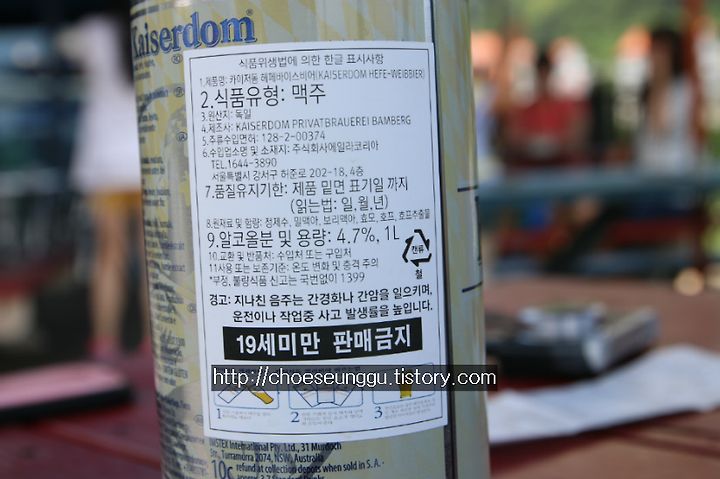 Kaiserdom®
식품위생법에 의한 한글 표시사항
1.제품명: 카이저돔 헤페바이스비어(KAISERDOM HEFE-WEIBBIER)
2.식품유형: 맥주
3.원산지: 독일
4.제조사: KAISERDOM PRIVATBRAUEREI BAMBERG
5.주류수입면허: 128-2-00374
6.수입업소명 및 소재지: 주식회사에일라코리아
TEL.1644-3890
서울특별시 강서구 허준로 202-18, 4층
7.품질유지기한: 제품 밑면 표기일 까지
(읽는법: 일,월,년)
8.원재료 및 함량: 정제수, 밀맥아, 보리맥아, 효모, 호프, 호프추출물
9.알코올분 및 용량: 4.7%, 1L
10.교환 및 반품처: 수입처 또는 구입처
11.사용 또는 보존기준: 온도 변화 및 충격 주의
*부정,불량식품 신고는 국번없이 1399
캔류
철
경고: 지나친 음주는 간경화나 간암을 일으키며,
운전이나 작업중 사고 발생률을 높입니다.
19세미만 판매금지
http://choeseunggu.tistory.com
1
2
3
IMSTEX International Pty. Ltd., 31 Murdoch
Str., Turramurra 2074, NSW, Australia
10c refund at collection depots when sold in S.A. -